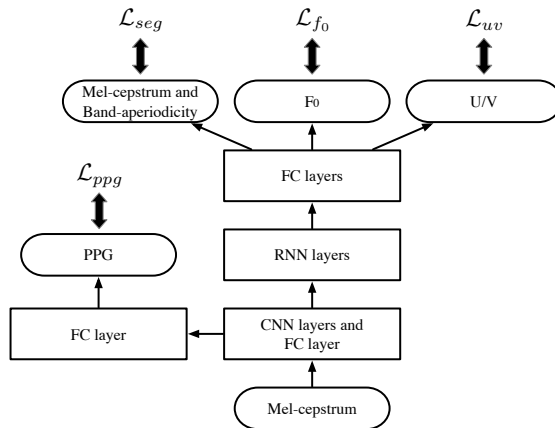 ℒ_seg
ℒ_f₀
ℒ_uv
Mel-cepstrum and
Band-aperiodicity
F₀
U/V
FC layers
ℒ_ppg
PPG
RNN layers
FC layer
CNN layers and
FC layer
Mel-cepstrum